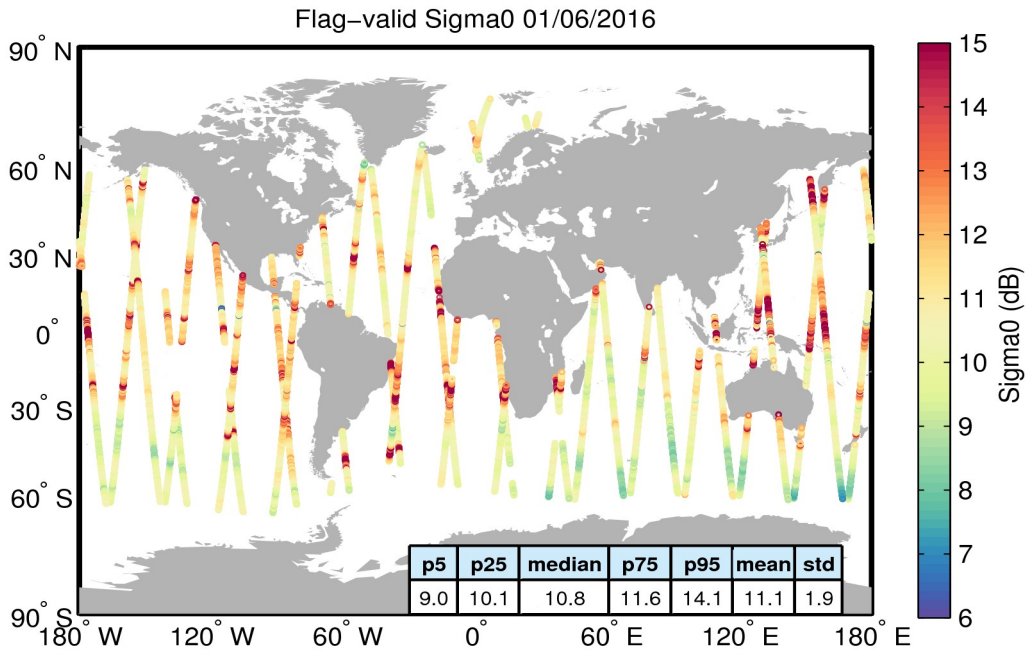 Flag−valid Sigma0 01/06/2016
90° N
60° N
30° N
0°
30° S
60° S
90° S
180° W
120° W
60° W
0°
60° E
120° E
180° E
p5 p25 median p75 p95 mean std
9.0 10.1 10.8 11.6 14.1 11.1 1.9
15
14
13
12
11
10
9
8
7
6
Sigma0 (dB)